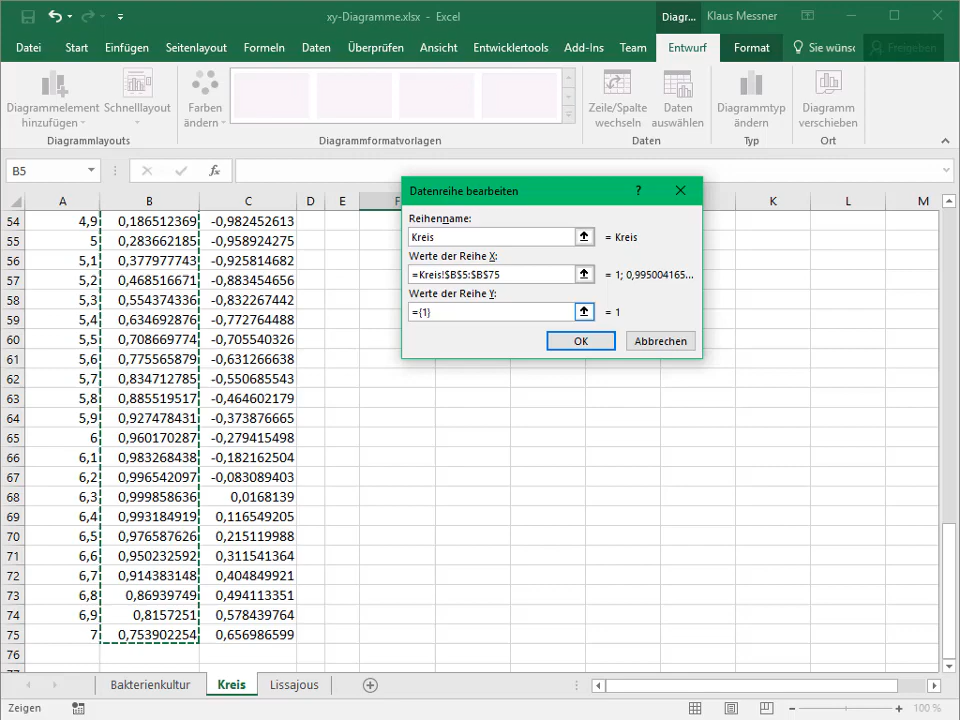 xy-Diagramme.xlsx - Excel
Diagr...
Klaus Messner
Datei Start Einfügen Seitenlayout Formeln Daten Überprüfen Ansicht Entwicklertools Add-Ins Team Entwurf Format Sie wünsc Freigeben
Diagrammelement hinzufügen
Schnelllayout
Farben ändern
Zeile/Spalte wechseln
Daten auswählen
Diagrammtyp ändern
Diagramm verschieben
Diagrammlayouts Diagrammformatvorlagen Daten Typ Ort
B5 fx
A B C D E F K L M
54 4,9 0,186512369 -0,982452613
55 5 0,283662185 -0,958924275
56 5,1 0,377977743 -0,925814682
57 5,2 0,468516671 -0,883454656
58 5,3 0,554374336 -0,832267442
59 5,4 0,634692876 -0,772764488
60 5,5 0,708669774 -0,705540326
61 5,6 0,775565879 -0,631266638
62 5,7 0,834712785 -0,550685543
63 5,8 0,885519517 -0,464602179
64 5,9 0,927478431 -0,373876665
65 6 0,960170287 -0,279415498
66 6,1 0,983268438 -0,182162504
67 6,2 0,996542097 -0,083089403
68 6,3 0,999858636 0,0168139
69 6,4 0,993184919 0,116549205
70 6,5 0,976587626 0,215119988
71 6,6 0,950232592 0,311541364
72 6,7 0,914383148 0,404849921
73 6,8 0,86939749 0,494113351
74 6,9 0,8157251 0,578439764
75 7 0,753902254 0,656986599
76
Datenreihe bearbeiten ?
Reihenname:
Kreis = Kreis
Werte der Reihe X:
=Kreis!$B$5:$B$75 = 1; 0,995004165...
Werte der Reihe Y:
={1} = 1
OK Abbrechen
Bakterienkultur Kreis Lissajous
Zeigen 100 %